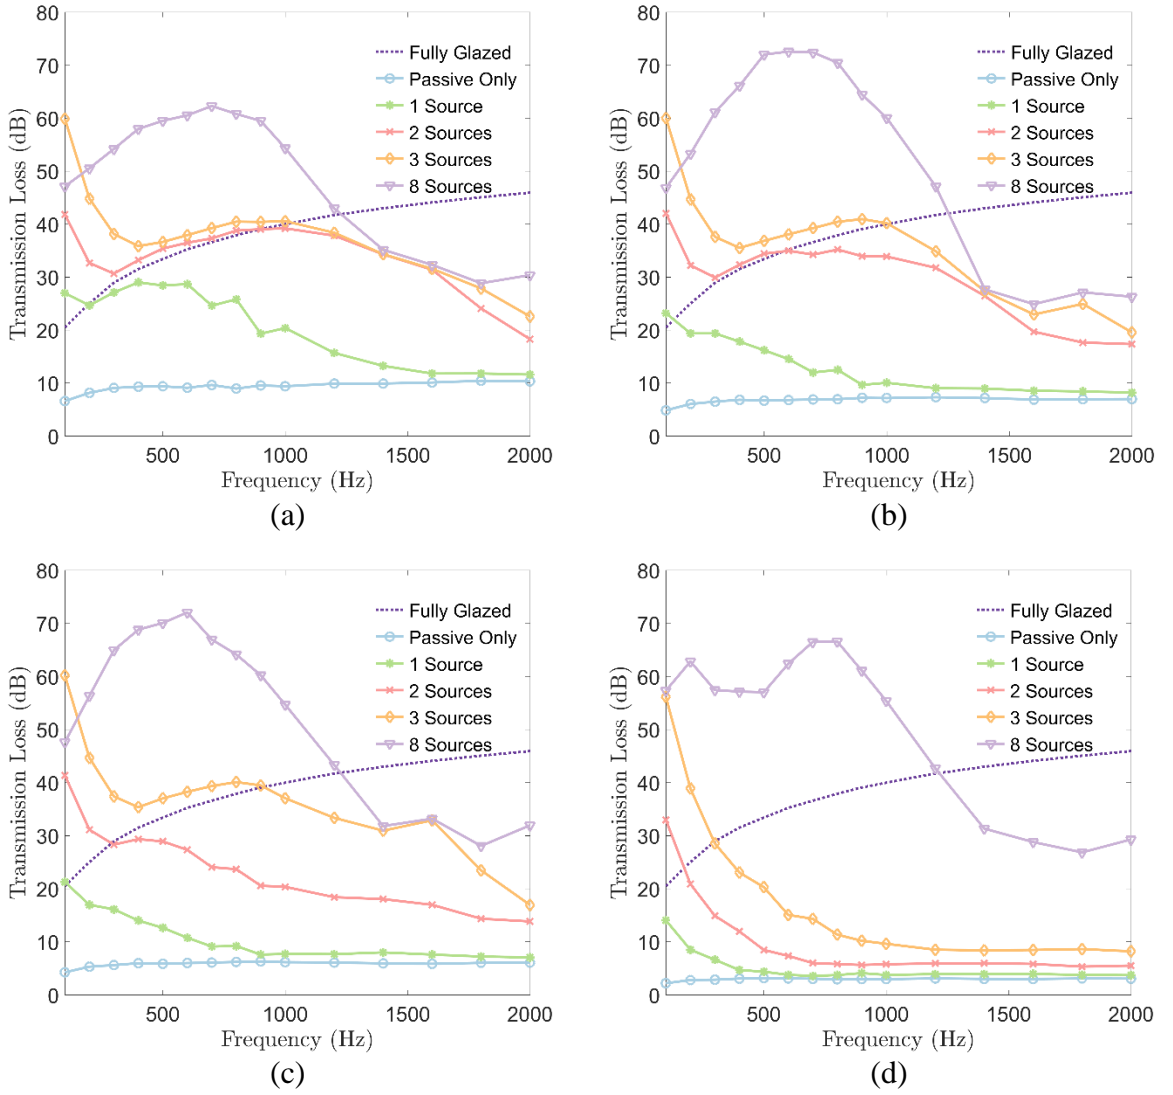 80
70
60
50
40
30
20
10
0
Transmission Loss (dB)
Fully Glazed
Passive Only
1 Source
2 Sources
3 Sources
8 Sources
500 1000 1500 2000
Frequency (Hz)
(a)
80
70
60
50
40
30
20
10
0
Transmission Loss (dB)
Fully Glazed
Passive Only
1 Source
2 Sources
3 Sources
8 Sources
500 1000 1500 2000
Frequency (Hz)
(b)
80
70
60
50
40
30
20
10
0
Transmission Loss (dB)
Fully Glazed
Passive Only
1 Source
2 Sources
3 Sources
8 Sources
500 1000 1500 2000
Frequency (Hz)
(c)
80
70
60
50
40
30
20
10
0
Transmission Loss (dB)
Fully Glazed
Passive Only
1 Source
2 Sources
3 Sources
8 Sources
500 1000 1500 2000
Frequency (Hz)
(d)